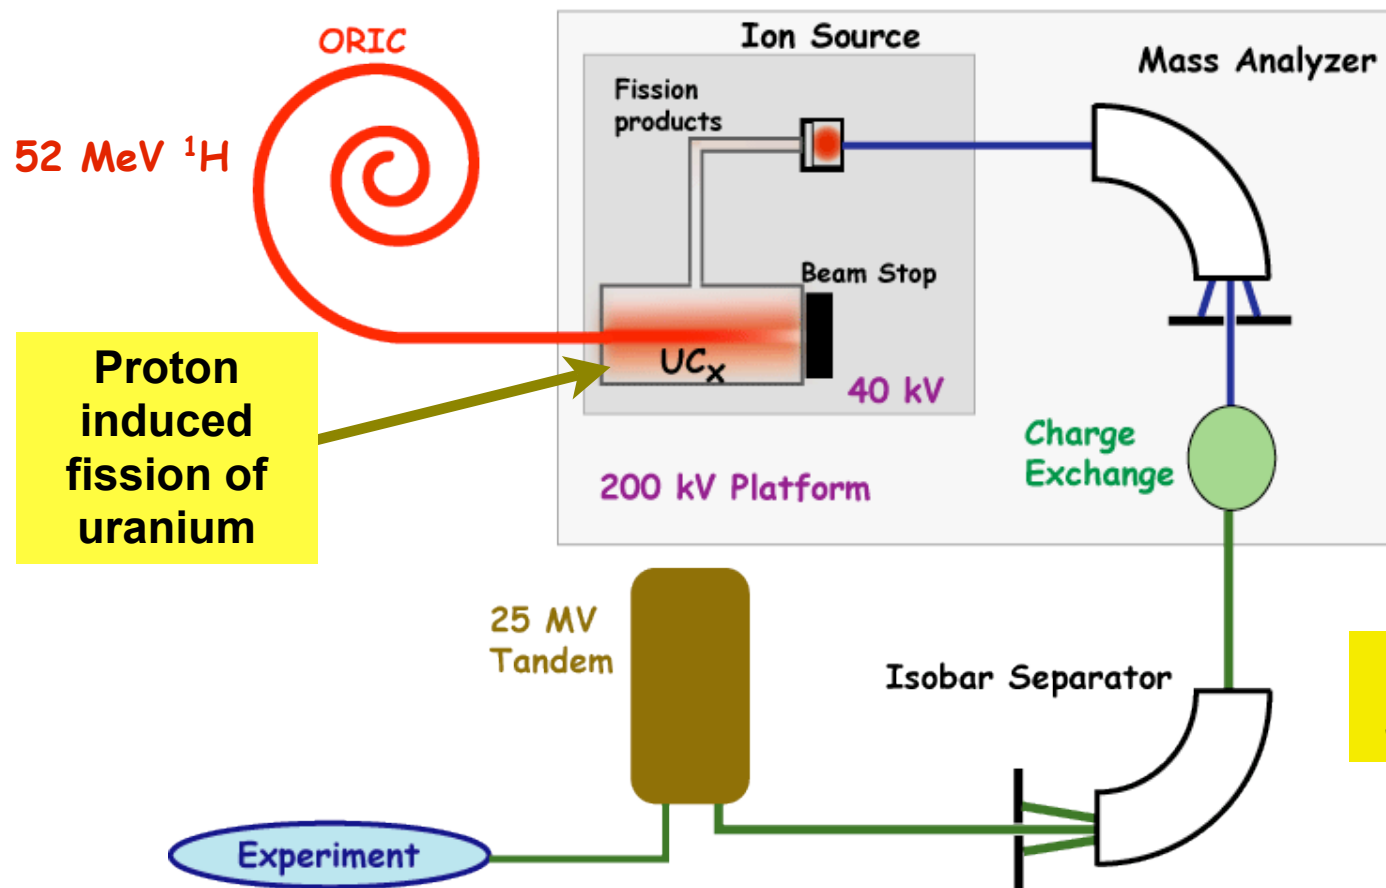 ORIC
52 MeV ¹H
Ion Source
Mass Analyzer
Fission
products
Beam Stop
UCₓ
40 kV
200 kV Platform
Charge
Exchange
Proton
induced
fission of
uranium
25 MV
Tandem
Isobar Separator
Experiment